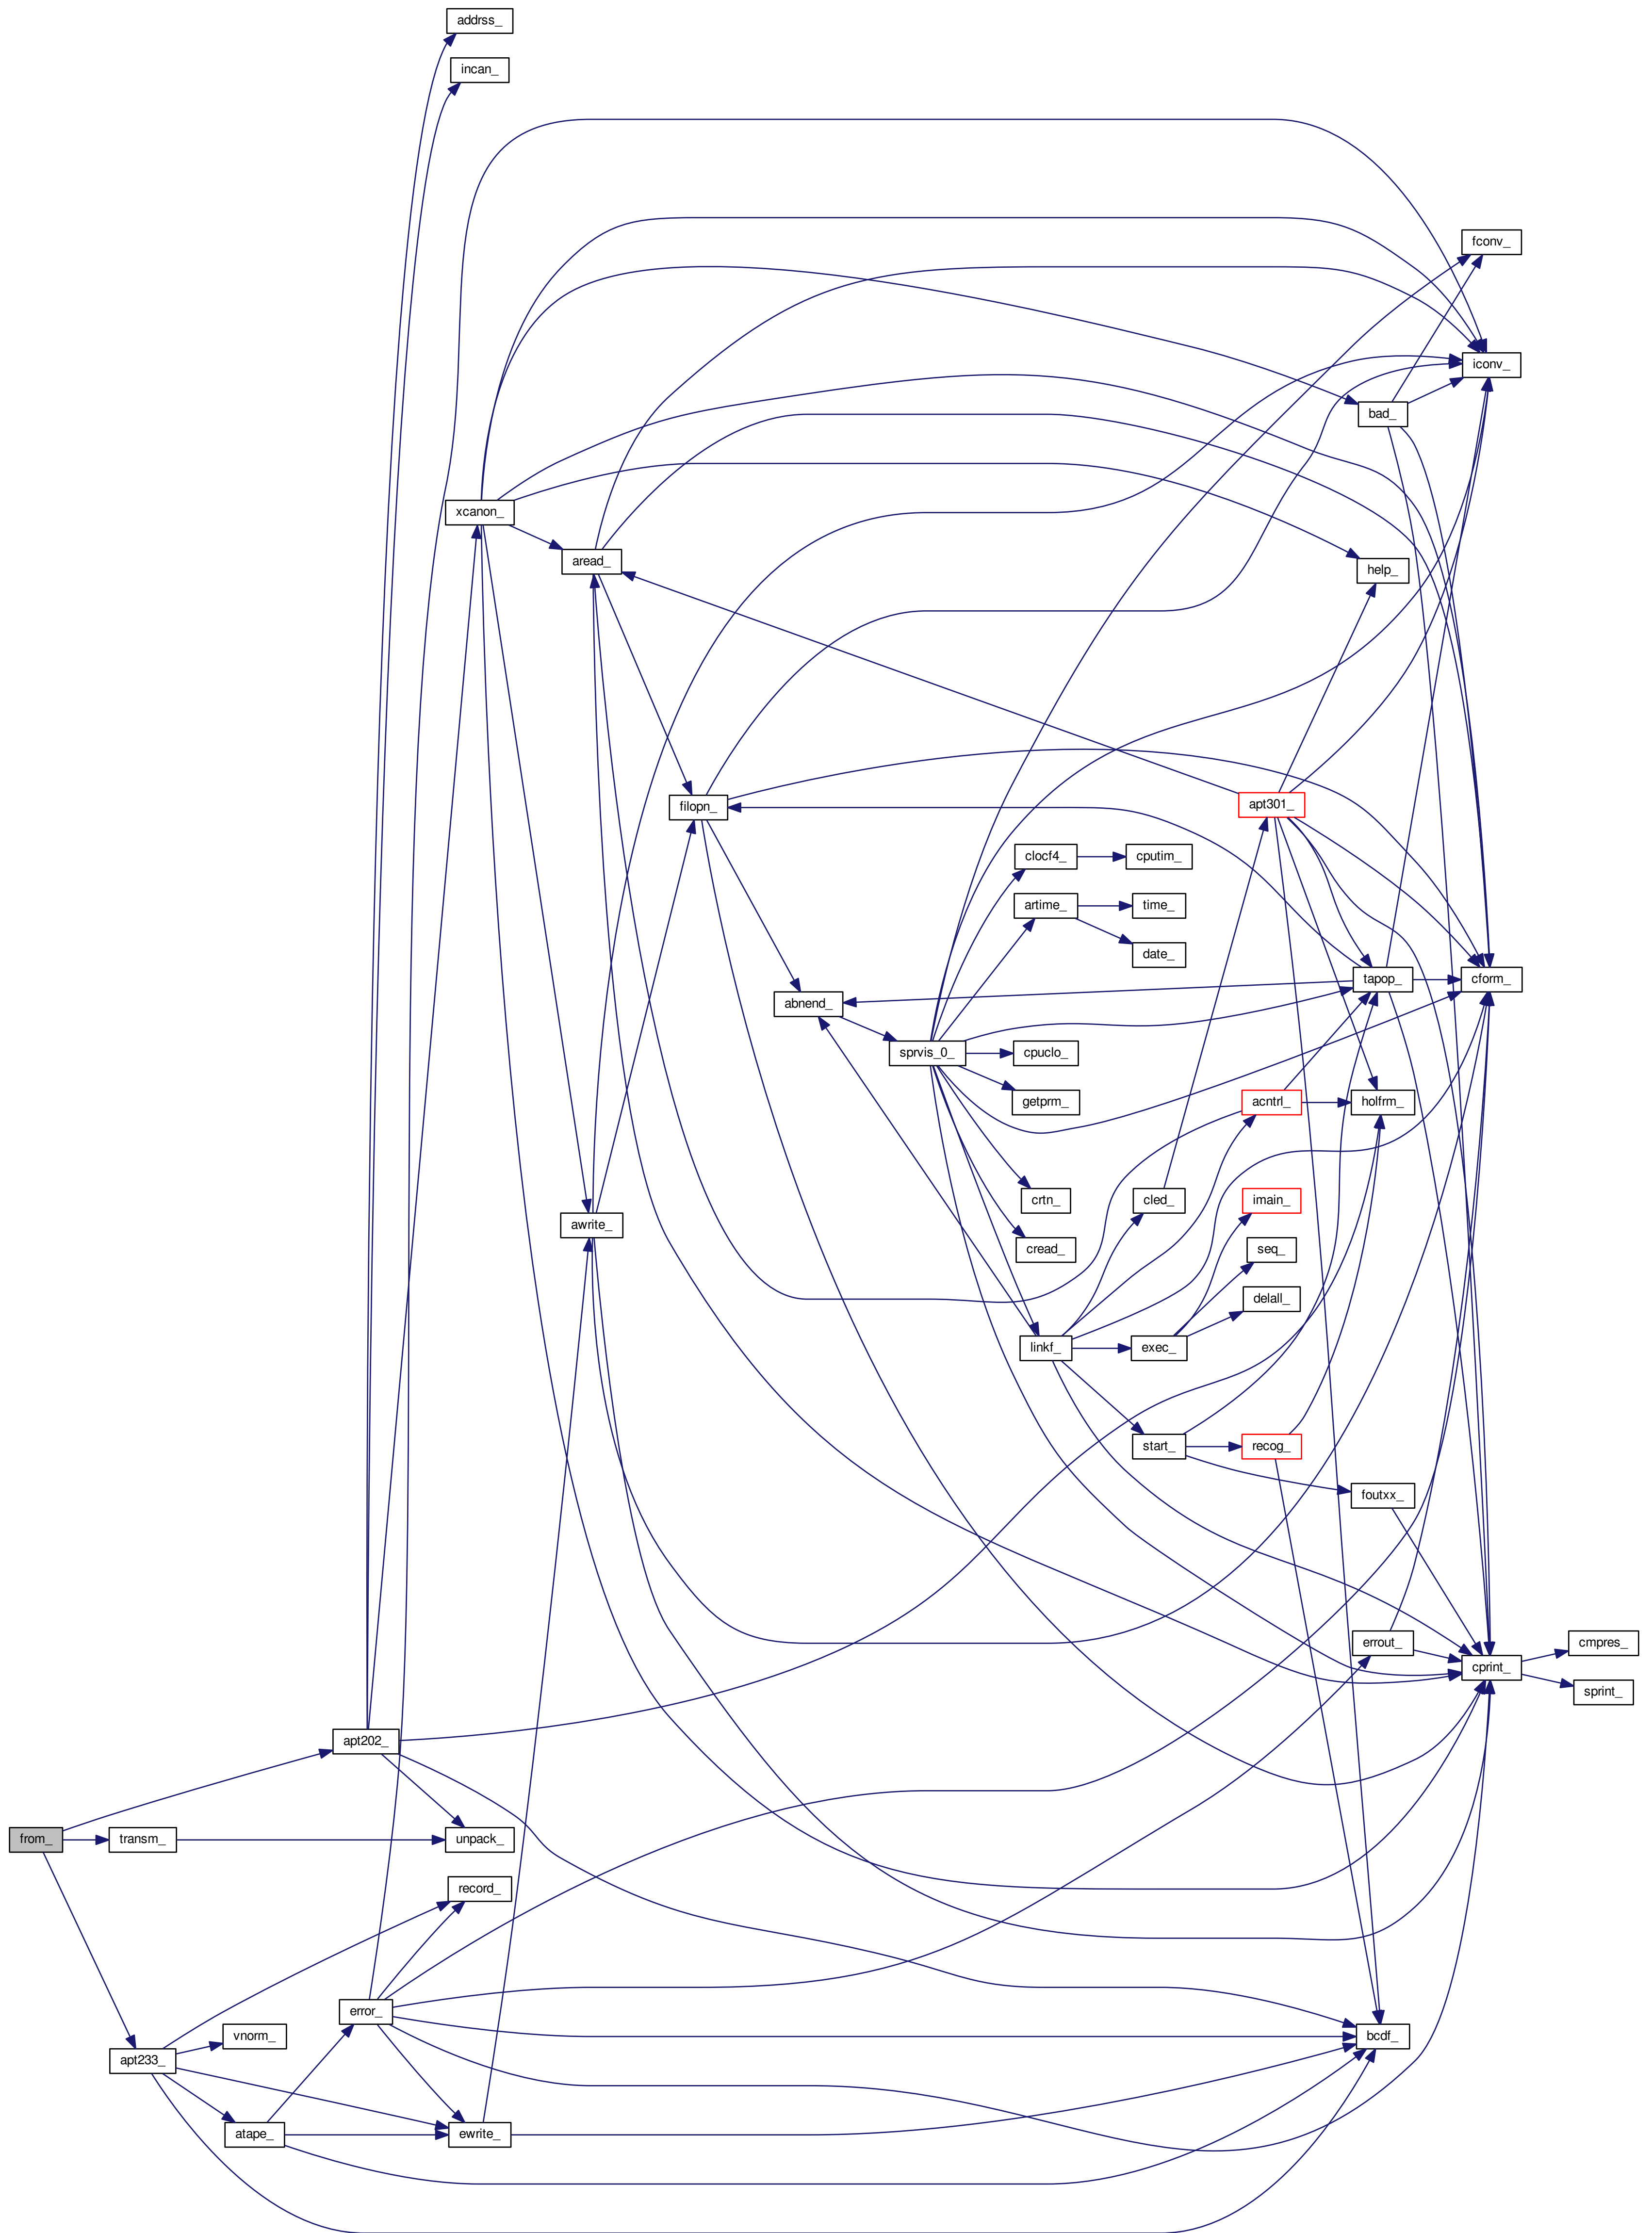 addrss_
incan_
fconv_
iconv_
bad_
xcanon_
aread_
help_
filopn_
apt301_
clocf4_
cputim_
artime_
time_
date_
tapop_
cform_
abnend_
sprvis_0_
cpuclo_
getprm_
acntrl_
holfrm_
crtn_
cled_
imain_
awrite_
cread_
seq_
delall_
linkf_
exec_
start_
recog_
foutxx_
errout_
cmpres_
cprint_
sprint_
apt202_
from_
transm_
unpack_
record_
error_
vnorm_
bcdf_
apt233_
atape_
ewrite_